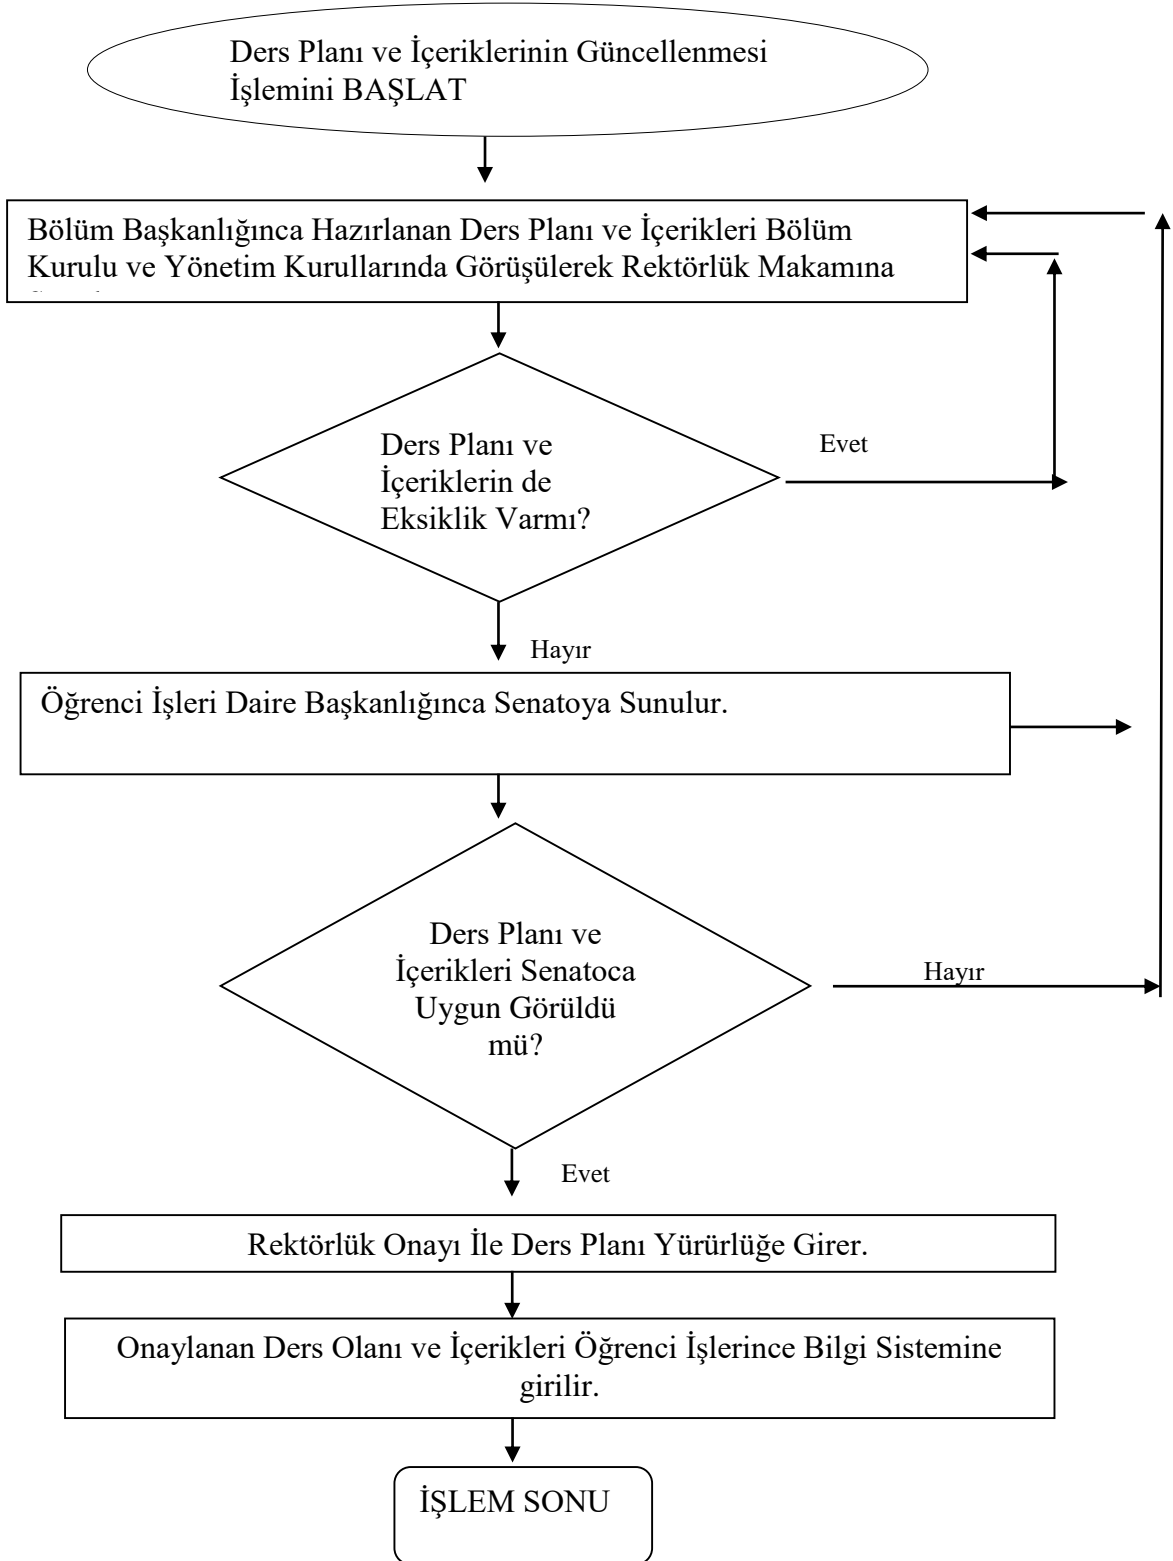 Ders Planı ve İçeriklerinin Güncellenmesi
İşlemini BAŞLAT
Bölüm Başkanlığınca Hazırlanan Ders Planı ve İçerikleri Bölüm
Kurulu ve Yönetim Kurullarında Görüşülerek Rektörlük Makamına
Ders Planı ve
İçeriklerin de
Eksiklik Varmı?
Evet
Hayır
Öğrenci İşleri Daire Başkanlığınca Senatoya Sunulur.
Ders Planı ve
İçerikleri Senatoca
Uygun Görüldü
mü?
Hayır
Evet
Rektörlük Onayı İle Ders Planı Yürürlüğe Girer.
Onaylanan Ders Olanı ve İçerikleri Öğrenci İşlerince Bilgi Sistemine
girilir.
İŞLEM SONU